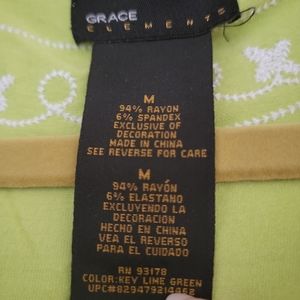 GRACE
ELEMENTS
M
94% RAYON
6% SPANDEX
EXCLUSIVE OF
DECORATION
MADE IN CHINA
SEE REVERSE FOR CARE
M
94% RAYÓN
6% ELASTANO
EXCLUYENDO LA
DECORACION
HECHO EN CHINA
VEA EL REVERSO
PARA EL CUIDADO
RN 93178
COLOR:KEY LIME GREEN